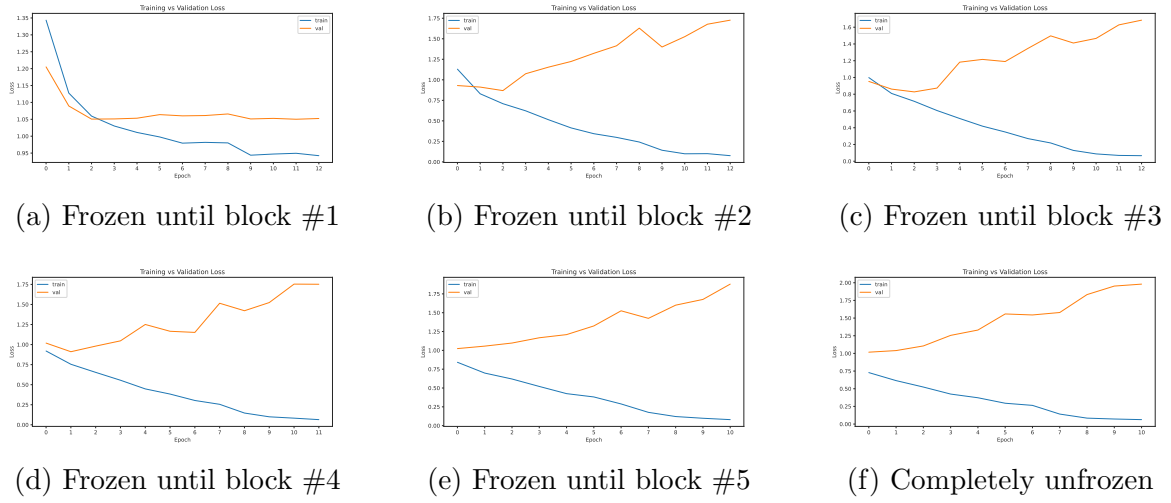 Training vs Validation Loss
train
val
Loss
1.35
1.30
1.25
1.20
1.15
1.10
1.05
1.00
0.95
0 1 2 3 4 5 6 7 8 9 10 11 12
Epoch
(a) Frozen until block #1
Training vs Validation Loss
train
val
Loss
1.75
1.50
1.25
1.00
0.75
0.50
0.25
0.00
0 1 2 3 4 5 6 7 8 9 10 11 12
Epoch
(b) Frozen until block #2
Training vs Validation Loss
train
val
Loss
1.6
1.4
1.2
1.0
0.8
0.6
0.4
0.2
0.0
0 1 2 3 4 5 6 7 8 9 10 11 12
Epoch
(c) Frozen until block #3
Training vs Validation Loss
train
val
Loss
1.75
1.50
1.25
1.00
0.75
0.50
0.25
0.00
0 1 2 3 4 5 6 7 8 9 10 11
Epoch
(d) Frozen until block #4
Training vs Validation Loss
train
val
Loss
1.75
1.50
1.25
1.00
0.75
0.50
0.25
0.00
0 1 2 3 4 5 6 7 8 9 10
Epoch
(e) Frozen until block #5
Training vs Validation Loss
train
val
Loss
2.00
1.75
1.50
1.25
1.00
0.75
0.50
0.25
0.00
0 1 2 3 4 5 6 7 8 9 10
Epoch
(f) Completely unfrozen